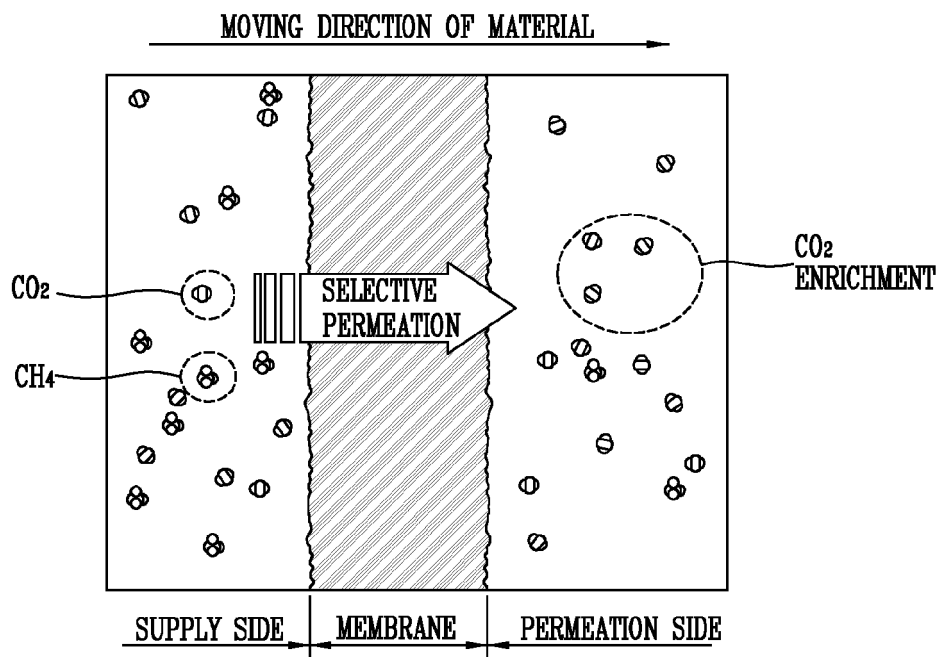 MOVING DIRECTION OF MATERIAL
CO₂
CH₄
SELECTIVE
PERMEATION
CO₂
ENRICHMENT
SUPPLY SIDE
MEMBRANE
PERMEATION SIDE